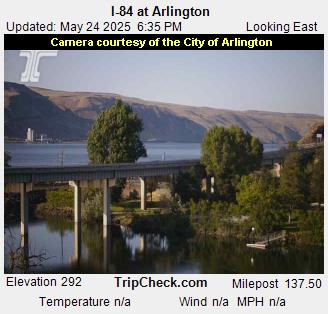 I-84 at Arlington
Updated: May 24 2025 6:35 PM Looking East
Camera courtesy of the City of Arlington
Elevation 292 TripCheck.com Milepost 137.50
Temperature n/a Wind n/a MPH n/a